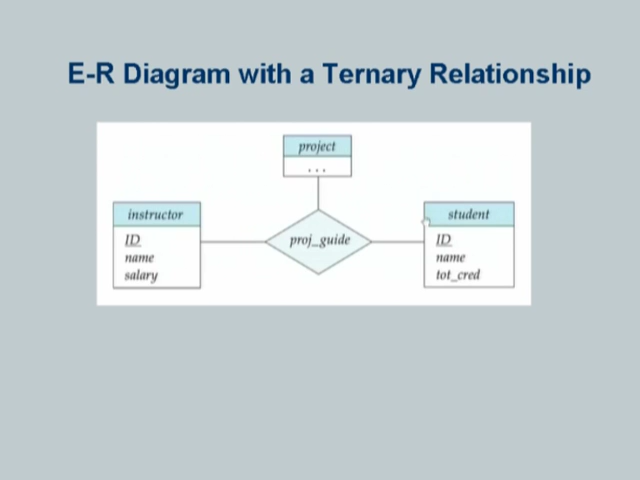 E-R Diagram with a Ternary Relationship
project
...
instructor
ID
name
salary
proj_guide
student
ID
name
tot_cred